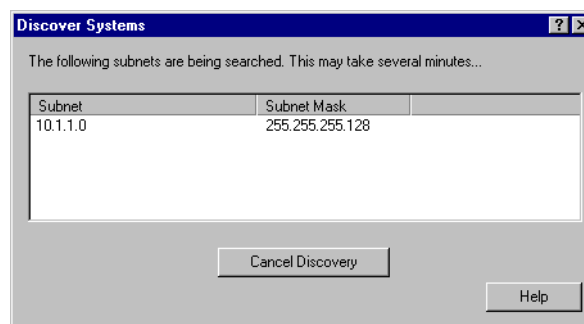 Discover Systems
The following subnets are being searched. This may take several minutes...
Subnet Subnet Mask
10.1.1.0 255.255.255.128
Cancel Discovery
Help